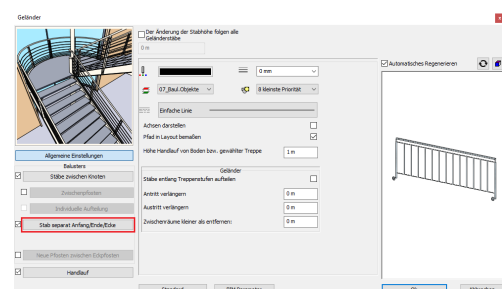 Geländer
Der Änderung der Stabhöhe folgen alle
Geländerstäbe
0 m
0 mm
Automatisches Regenerieren
07_Baul.Objekte
8 kleinste Priorität
Einfache Linie
Achsen darstellen
Pfad in Layout bemaßen
Höhe Handlauf von Boden bzw. gewählter Treppe
1 m
Allgemeine Einstellungen
Balusters
Stäbe zwischen Knoten
Zwischenpfosten
Individuelle Aufteilung
Stab separat Anfang/Ende/Ecke
Neue Pfosten zwischen Eckpfosten
Handlauf
Geländer
Stäbe entlang Treppenstufen aufteilen
Antritt verlängern
0 m
Austritt verlängern
0 m
Zwischenräume kleiner als entfernen:
0 m